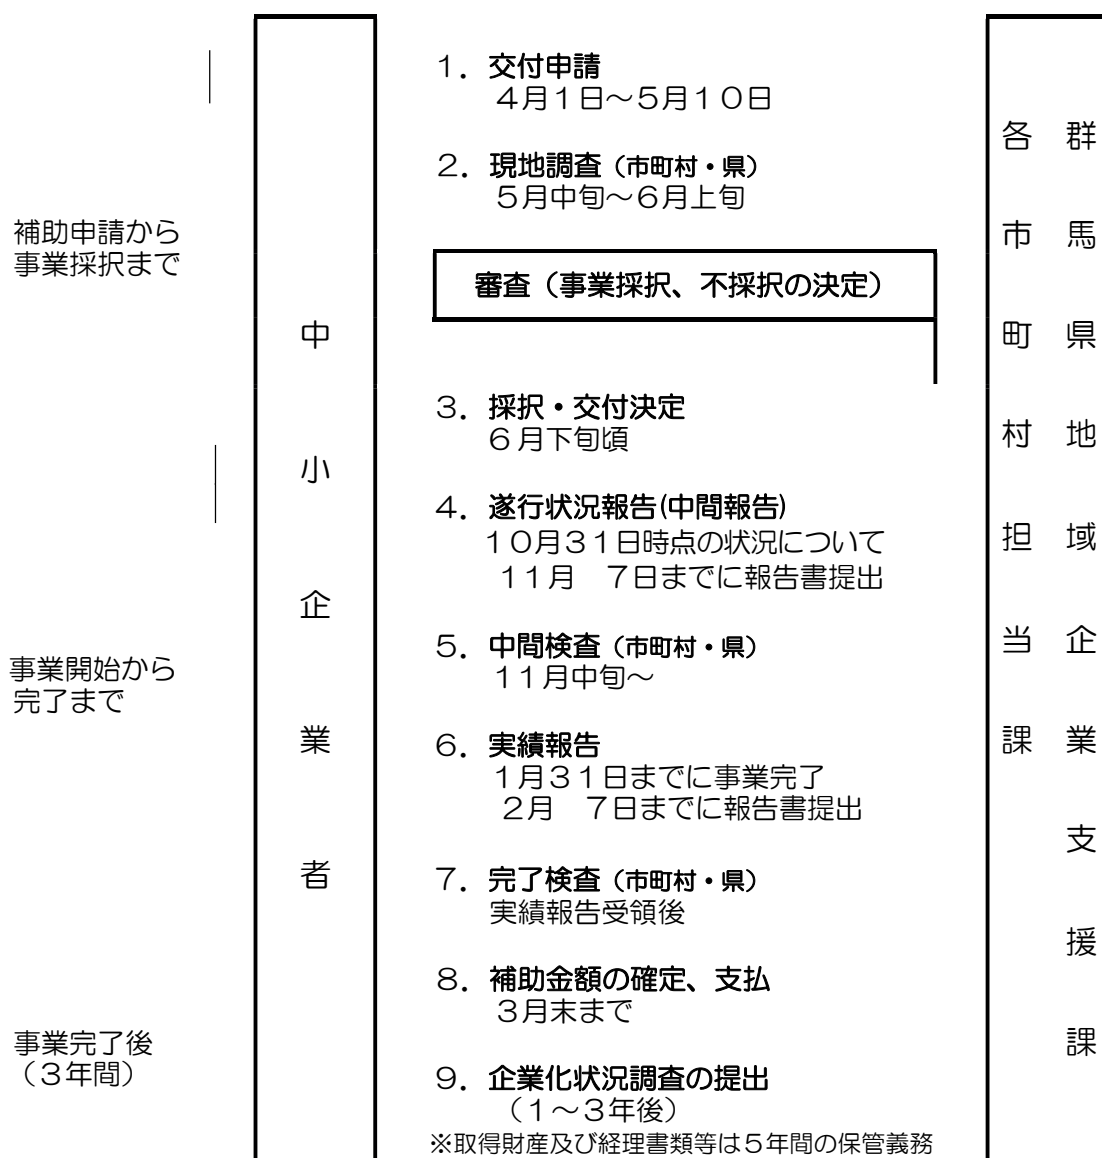 補助申請から
事業採択まで
事業開始から
完了まで
事業完了後
（３年間）
中小企業者
１．交付申請
４月１日～５月１０日
２．現地調査（市町村・県）
５月中旬～６月上旬
審査（事業採択、不採択の決定）
３．採択・交付決定
６月下旬頃
４．遂行状況報告(中間報告)
１０月３１日時点の状況について
１１月　７日までに報告書提出
５．中間検査（市町村・県）
１１月中旬～
６．実績報告
１月３１日までに事業完了
２月　７日までに報告書提出
７．完了検査（市町村・県）
実績報告受領後
８．補助金額の確定、支払
３月末まで
９．企業化状況調査の提出
（１～３年後）
※取得財産及び経理書類等は５年間の保管義務
群馬県地域企業支援課
各市町村担当課